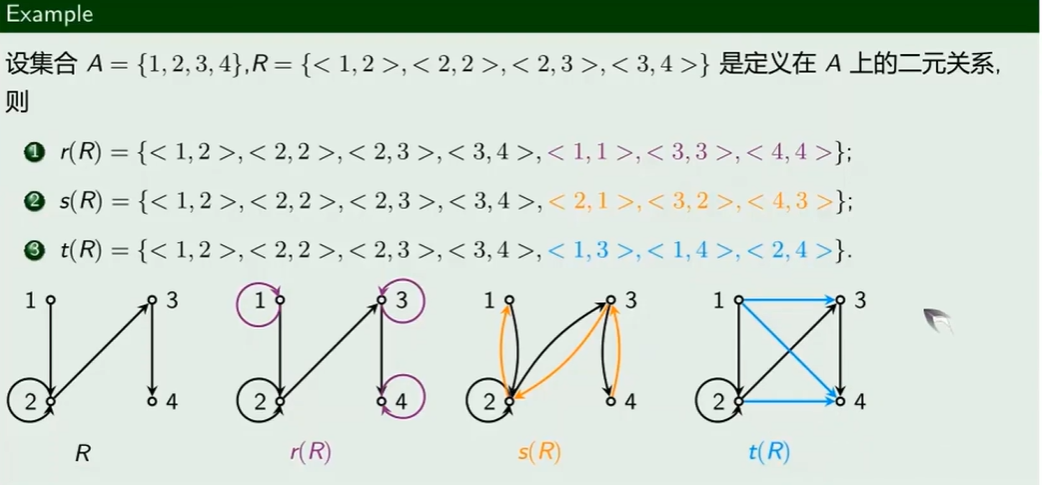 Example
设集合 A = {1, 2, 3, 4},R = {< 1, 2 >, < 2, 2 >, < 2, 3 >, < 3, 4 >} 是定义在 A 上的二元关系,
则
1 r(R) = {< 1, 2 >, < 2, 2 >, < 2, 3 >, < 3, 4 >, < 1, 1 >, < 3, 3 >, < 4, 4 >};
2 s(R) = {< 1, 2 >, < 2, 2 >, < 2, 3 >, < 3, 4 >, < 2, 1 >, < 3, 2 >, < 4, 3 >};
3 t(R) = {< 1, 2 >, < 2, 2 >, < 2, 3 >, < 3, 4 >, < 1, 3 >, < 1, 4 >, < 2, 4 >}.
1 3 1 3 1 3 1 3
2 4 2 4 2 4 2 4
R r(R) s(R) t(R)